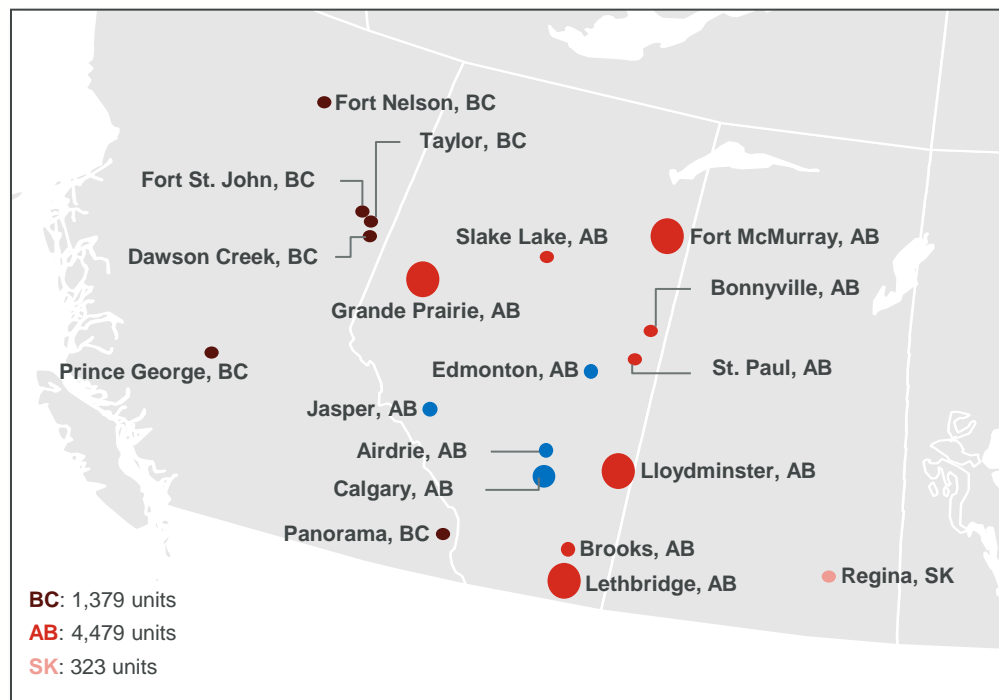 Fort Nelson, BC
Taylor, BC
Fort St. John, BC
Dawson Creek, BC
Slake Lake, AB
Fort McMurray, AB
Bonnyville, AB
Grande Prairie, AB
Prince George, BC
Edmonton, AB
St. Paul, AB
Jasper, AB
Airdrie, AB
Lloydminster, AB
Calgary, AB
Panorama, BC
Brooks, AB
Lethbridge, AB
Regina, SK
BC: 1,379 units
AB: 4,479 units
SK: 323 units